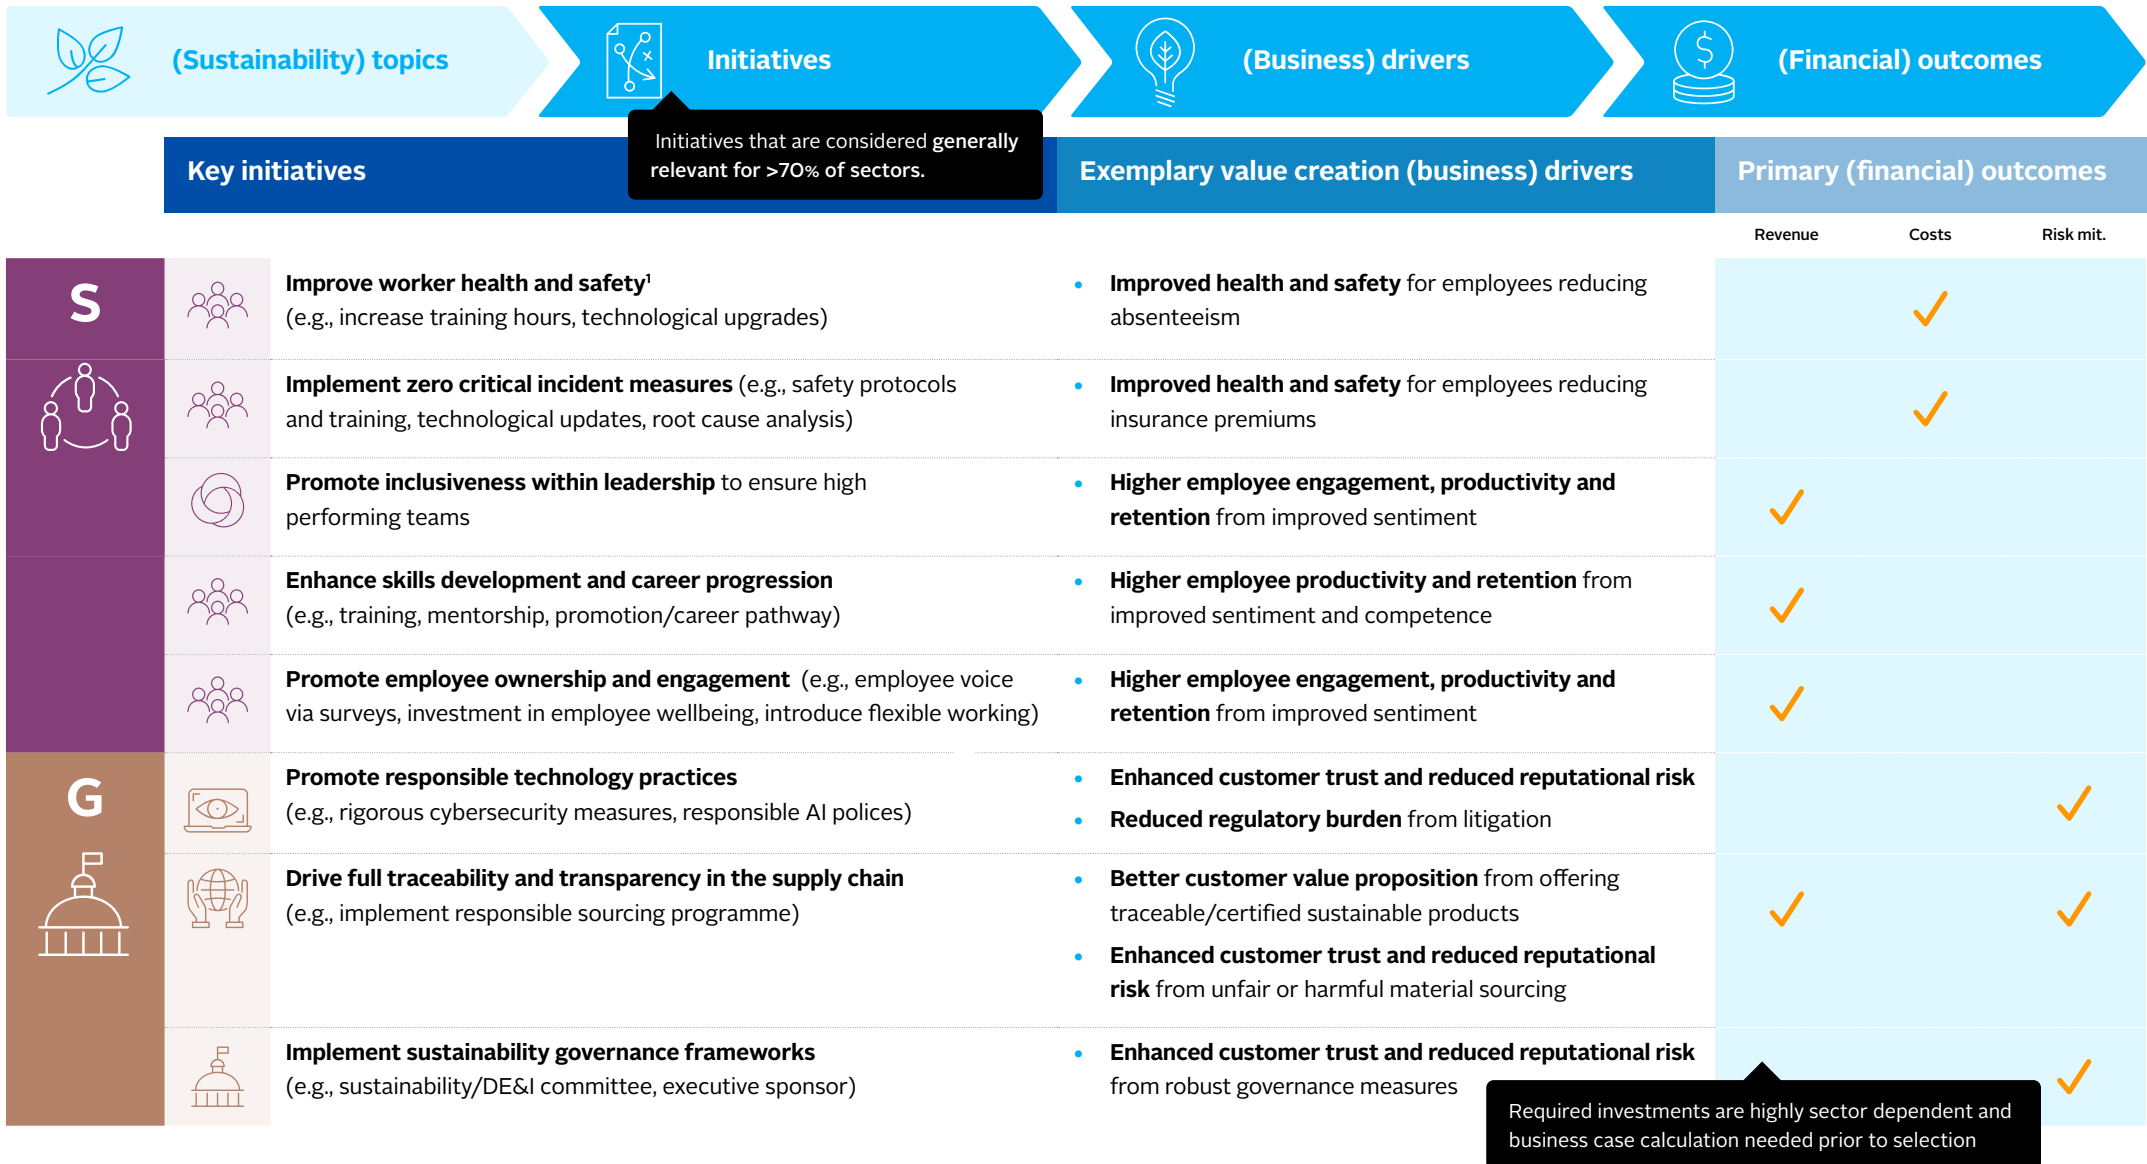 (Sustainability) topics
Initiatives
(Business) drivers
(Financial) outcomes
Initiatives that are considered generally
relevant for >70% of sectors.
Key initiatives
Exemplary value creation (business) drivers
Primary (financial) outcomes
Revenue
Costs
Risk mit.
S
Improve worker health and safety¹
(e.g., increase training hours, technological upgrades)
• Improved health and safety for employees reducing
absenteeism
Implement zero critical incident measures (e.g., safety protocols
and training, technological updates, root cause analysis)
• Improved health and safety for employees reducing
insurance premiums
Promote inclusiveness within leadership to ensure high
performing teams
• Higher employee engagement, productivity and
retention from improved sentiment
Enhance skills development and career progression
(e.g., training, mentorship, promotion/career pathway)
• Higher employee productivity and retention from
improved sentiment and competence
Promote employee ownership and engagement (e.g., employee voice
via surveys, investment in employee wellbeing, introduce flexible working)
• Higher employee engagement, productivity and
retention from improved sentiment
G
Promote responsible technology practices
(e.g., rigorous cybersecurity measures, responsible AI polices)
• Enhanced customer trust and reduced reputational risk
• Reduced regulatory burden from litigation
Drive full traceability and transparency in the supply chain
(e.g., implement responsible sourcing programme)
• Better customer value proposition from offering
traceable/certified sustainable products
• Enhanced customer trust and reduced reputational
risk from unfair or harmful material sourcing
Implement sustainability governance frameworks
(e.g., sustainability/DE&I committee, executive sponsor)
• Enhanced customer trust and reduced reputational risk
from robust governance measures
Required investments are highly sector dependent and
business case calculation needed prior to selection